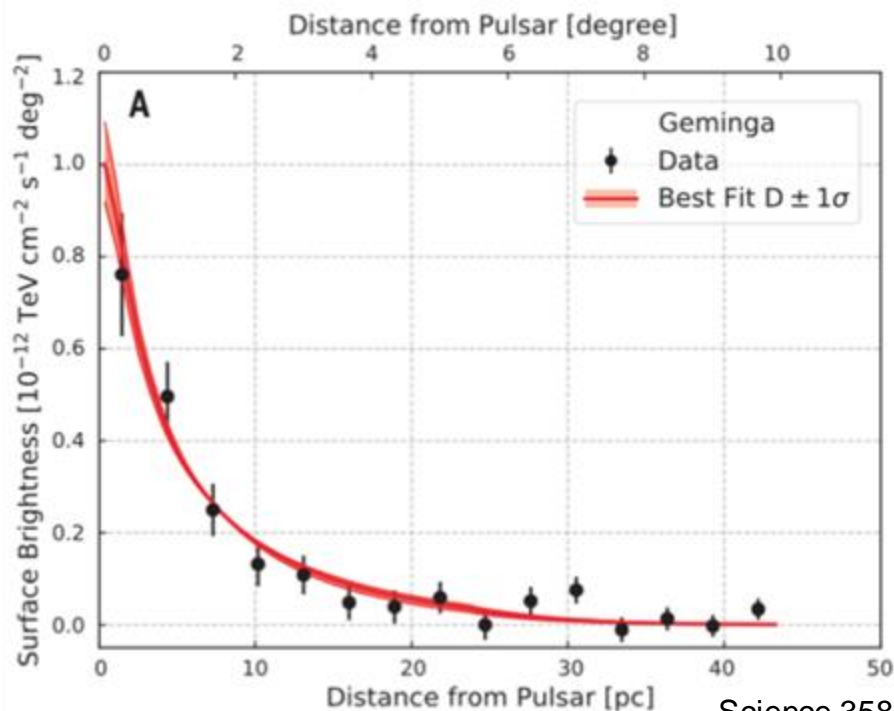 Distance from Pulsar [degree]
0 2 4 6 8 10
A
Geminga
Data
Best Fit D ± 1σ
Surface Brightness [10⁻¹² TeV cm⁻² s⁻¹ deg⁻²]
1.2
1.0
0.8
0.6
0.4
0.2
0.0
0 10 20 30 40 50
Distance from Pulsar [pc]
Science 358